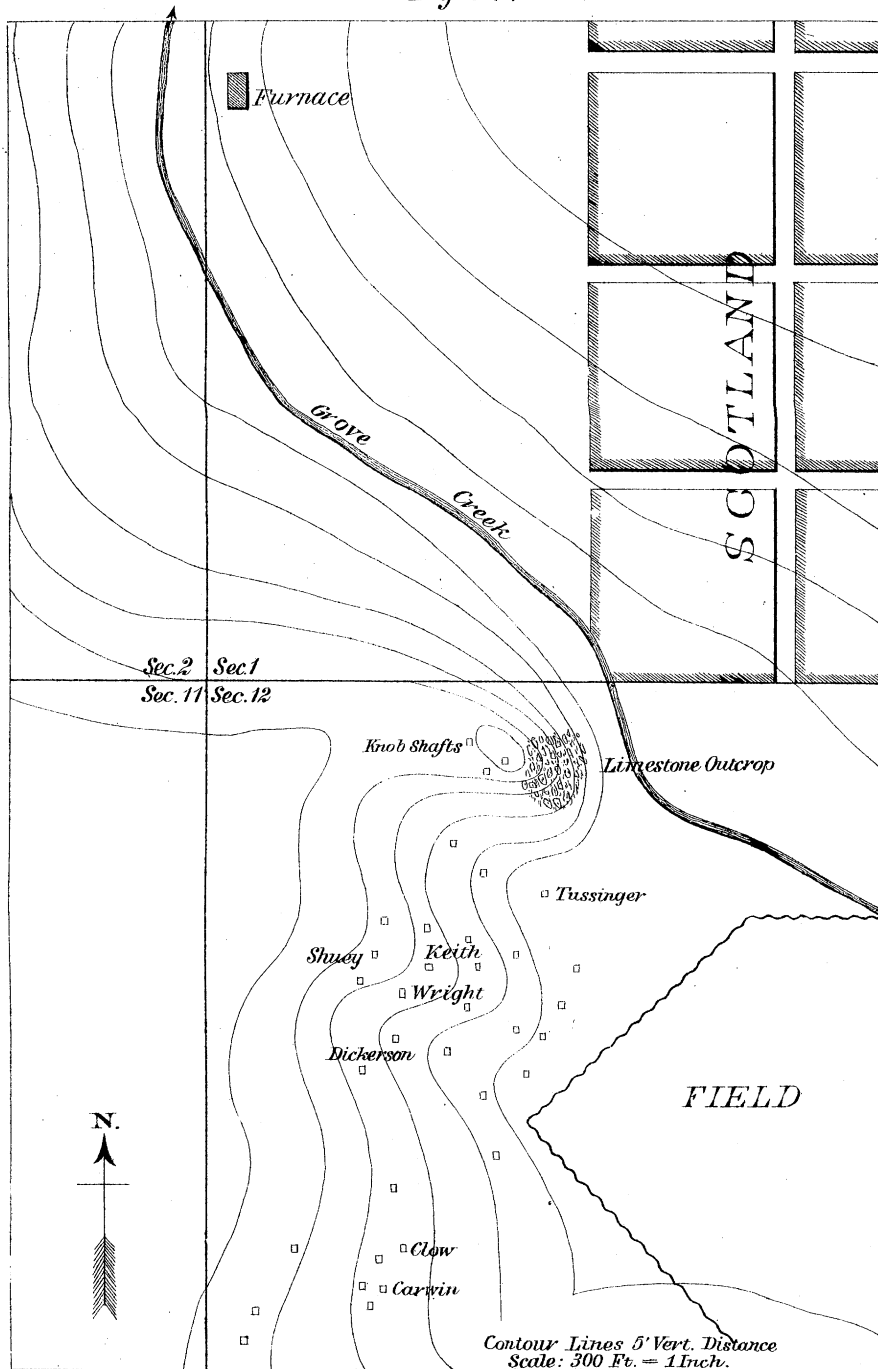 Furnace
SCOTLAND
Grove
Creek
Sec. 2 Sec. 1
Sec. 11 Sec. 12
Knob Shafts
Limestone Outcrop
Tussinger
Shuey
Keith
Wright
Dickerson
FIELD
N.
Clow
Carwin
Contour Lines 5' Vert. Distance
Scale: 300 Ft. = 1 Inch.